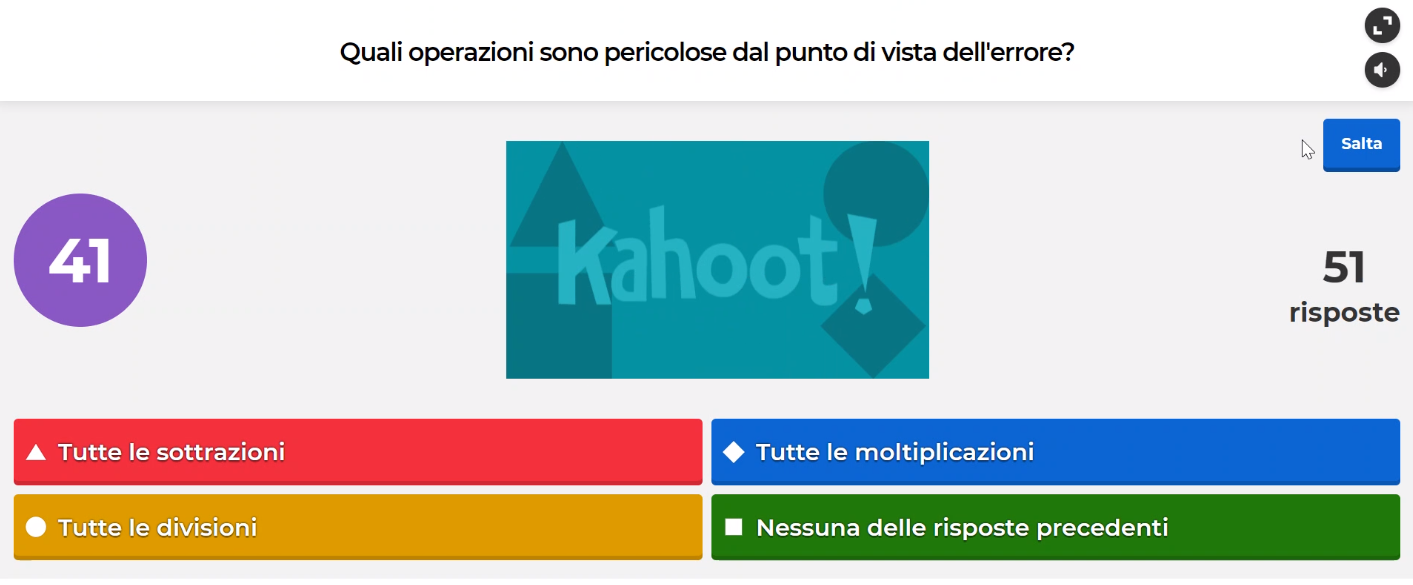 Quali operazioni sono pericolose dal punto di vista dell'errore?
Salta
41
Kahoot!
51
risposte
Tutte le sottrazioni
Tutte le moltiplicazioni
Tutte le divisioni
Nessuna delle risposte precedenti